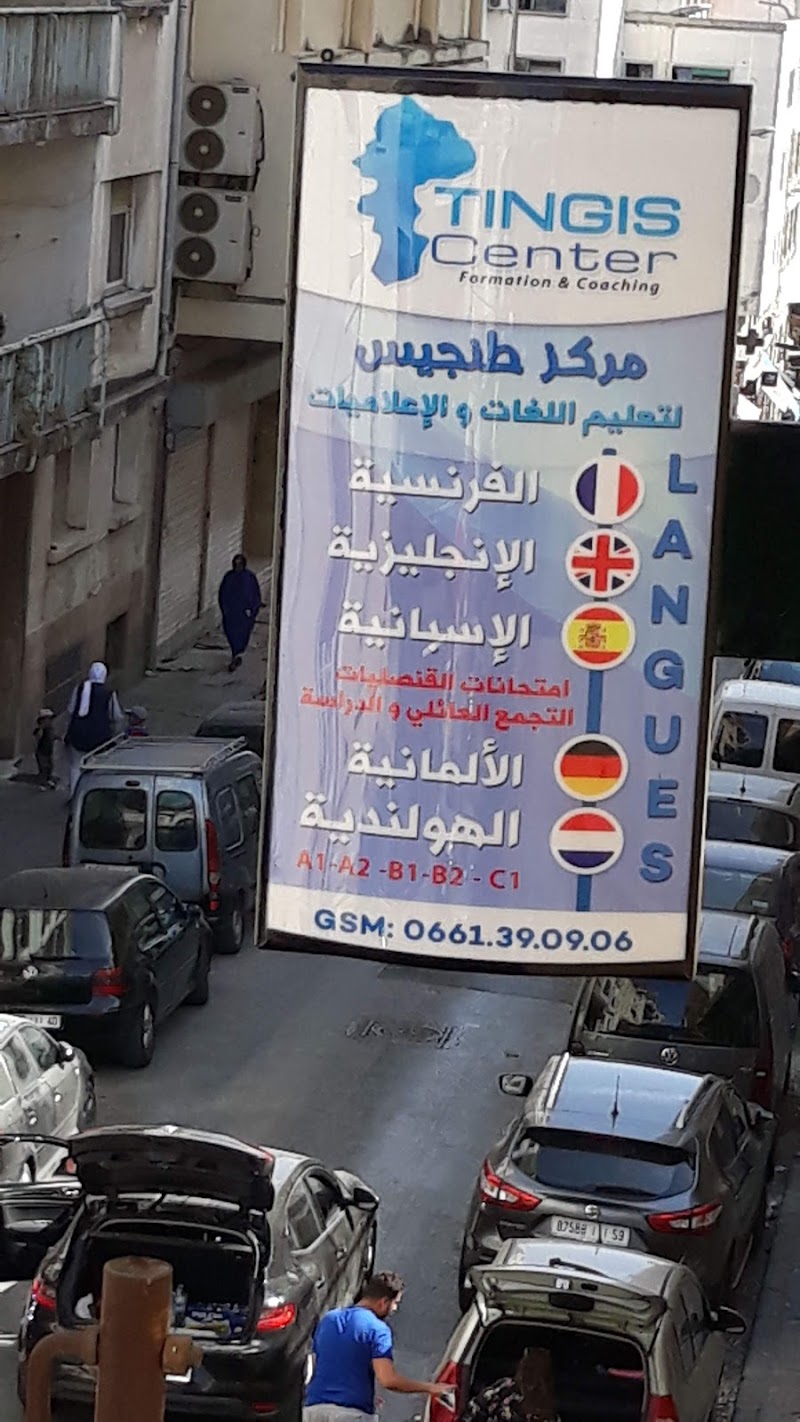 TINGIS
Center
Formation & Coaching
مركز طنجيس
لتعليم اللغات و الإعلاميات
الفرنسية
الإنجليزية
الإسبانية
امتحانات القنصليات
التجمع العائلي و الدراسة
الألمانية
الهولندية
A1-A2 -B1-B2 - C1
LANGUES
GSM: 0661.39.09.06